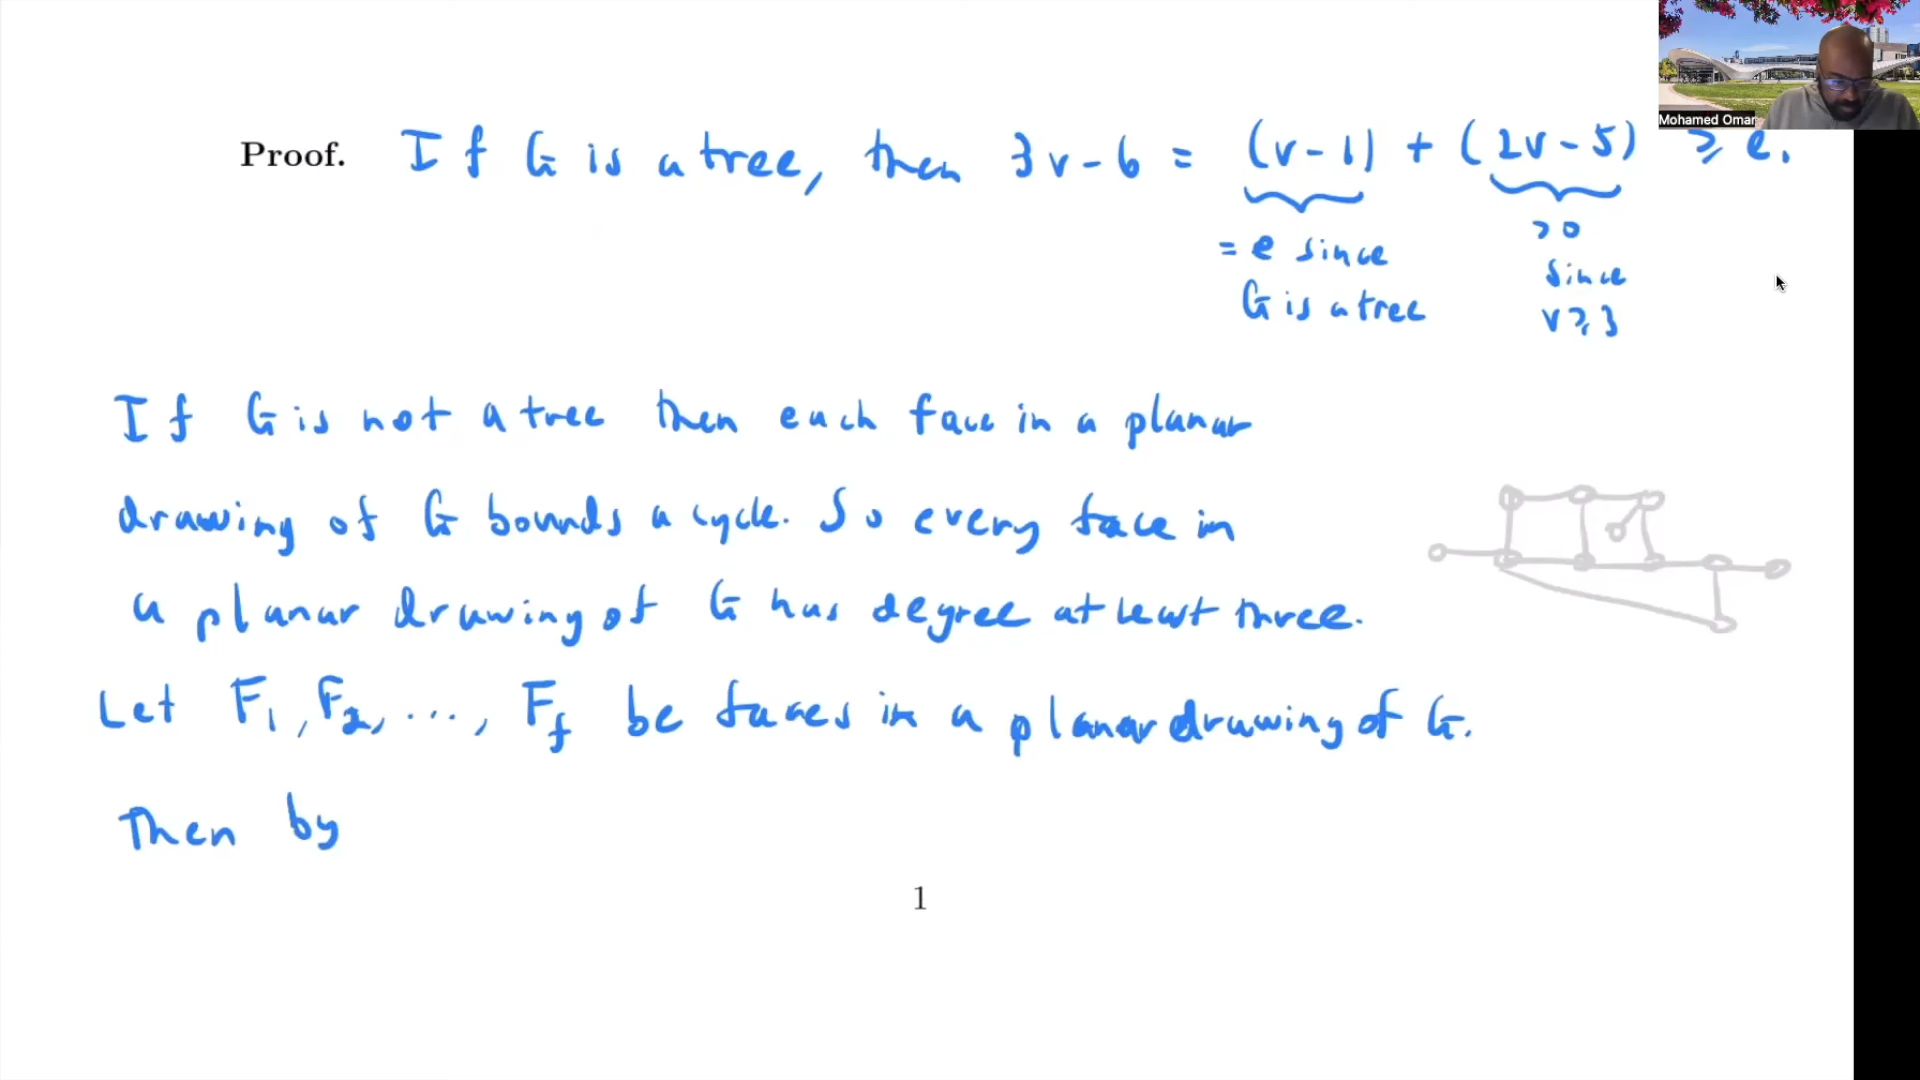 Mohamed Omar
Proof. If G is a tree, then 3v-6 = (v-1) + (2v-5) ≥ e.
= e since
G is a tree
>0
since
v≥3
If G is not a tree then each face in a planar
drawing of G bounds a cycle. So every face in
a planar drawing of G has degree at least three.
Let F₁, F₂, ..., F_f be faces in a planar drawing of G.
Then by
1